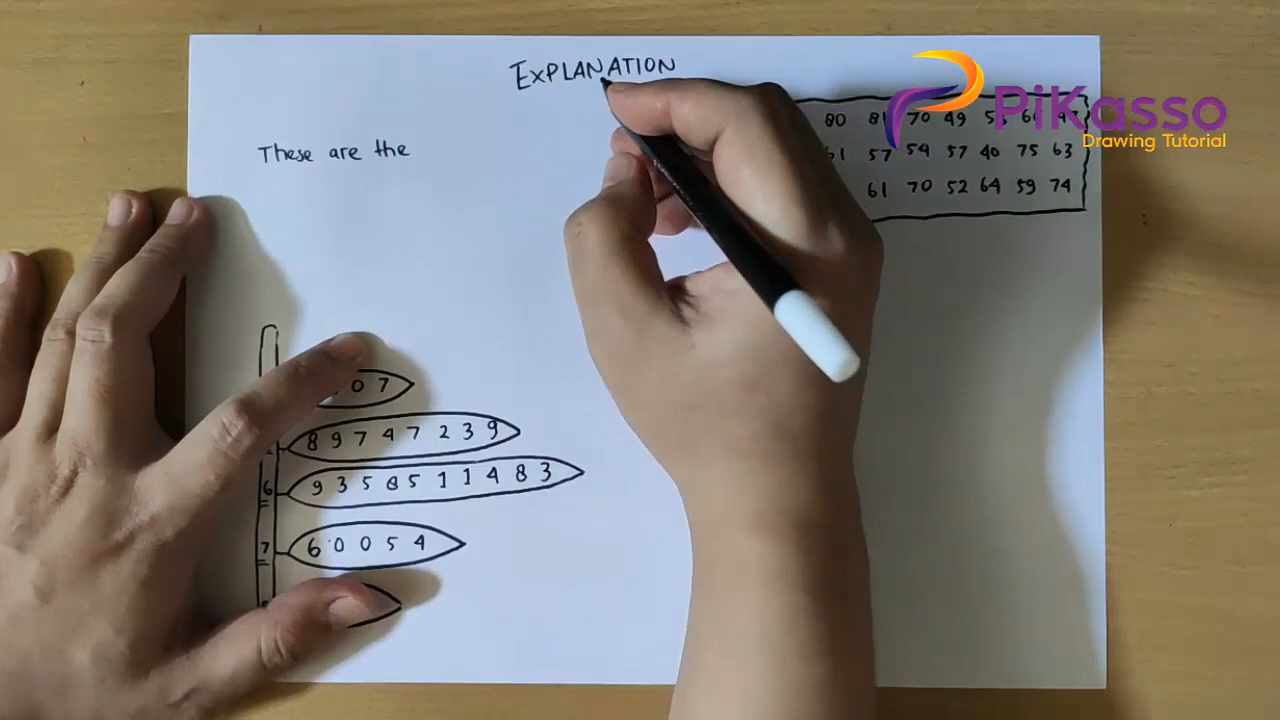 EXPLANATION
PiKasso
Drawing Tutorial
80 81 70 49
57 54 57 40 75 63
61 70 52 64 59 74
These are the
0 7
8 9 7 4 7 2 3 9
6 9 3 5 8 5 1 1 4 8 3
7 6 0 0 5 4